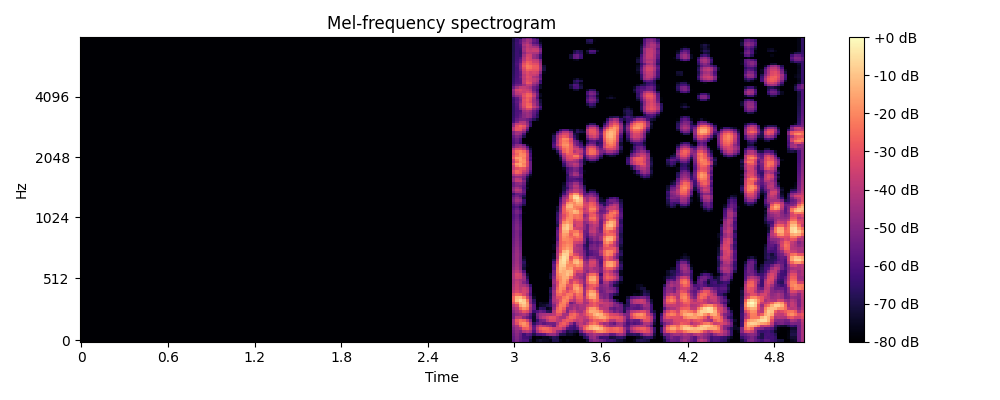 Mel-frequency spectrogram
Hz
4096
2048
1024
512
0
0 0.6 1.2 1.8 2.4 3 3.6 4.2 4.8
Time
+0 dB
-10 dB
-20 dB
-30 dB
-40 dB
-50 dB
-60 dB
-70 dB
-80 dB